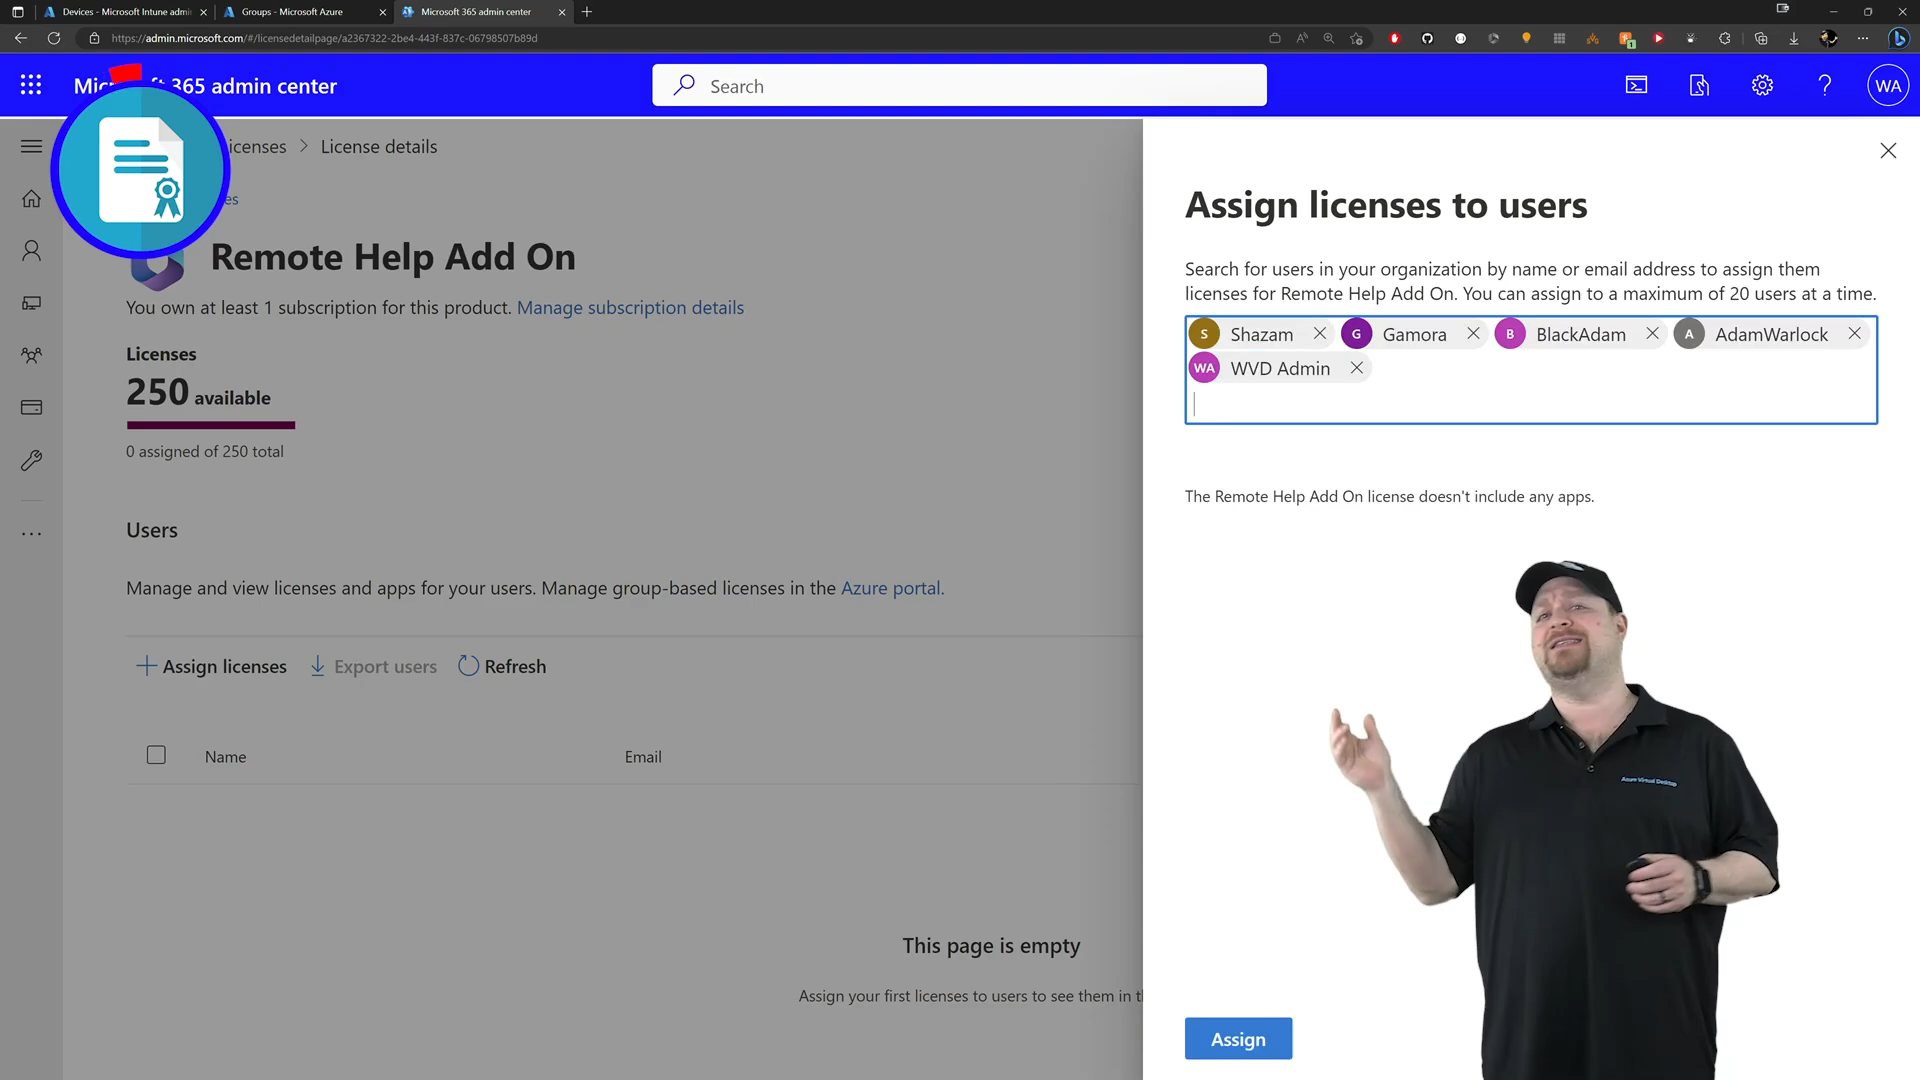 Devices - Microsoft Intune admi
Groups - Microsoft Azure
Microsoft 365 admin center
https://admin.microsoft.com/#/licensedetailpage/a2367322-2be4-443f-837c-06798507b89d
1
Mic
ft 365 admin center
Search
?
WA
icenses > License details
es
Remote Help Add On
You own at least 1 subscription for this product. Manage subscription details
Licenses
250 available
0 assigned of 250 total
Users
Manage and view licenses and apps for your users. Manage group-based licenses in the Azure portal.
Assign licenses
Export users
Refresh
Name
Email
This page is empty
Assign your first licenses to users to see them in t
Assign licenses to users
Search for users in your organization by name or email address to assign them
licenses for Remote Help Add On. You can assign to a maximum of 20 users at a time.
S Shazam G Gamora B BlackAdam A AdamWarlock
WA WVD Admin
The Remote Help Add On license doesn't include any apps.
Azure Virtual Desktop
Assign